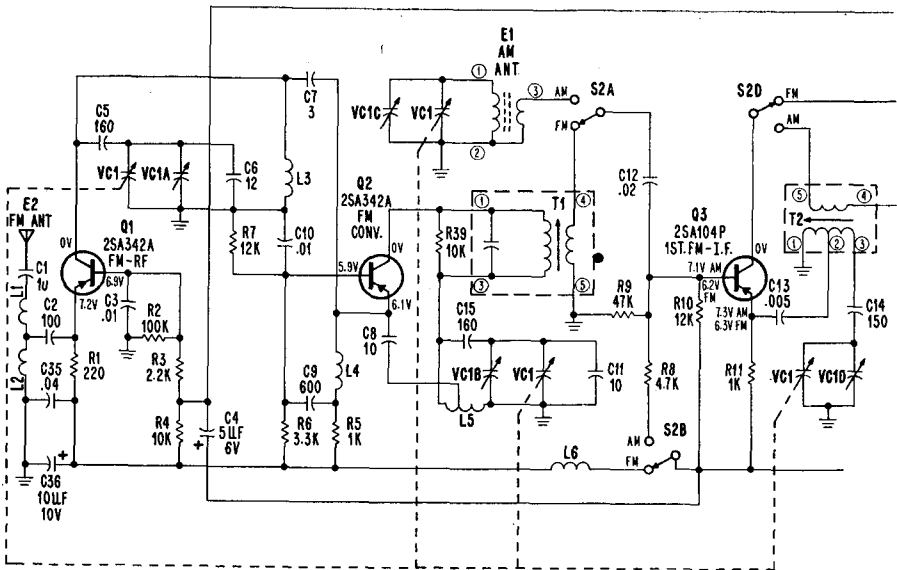 E1
AM
ANT.
①
③
AM
S2A
FM
②
VC1C
VC1
S2D
FM
AM
C7
3
C5
160
VC1
VC1A
C6
12
L3
Q2
2SA342A
FM
CONV.
C12
.02
Q3
2SA104P
1ST. FM-I.F.
⑤
④
T2
①
②
③
E2
FM ANT
Q1
2SA342A
FM-RF
0V
R7
12K
C10
.01
0V
R39
10K
①
T1
④
③
⑤
0V
C1
10
L1
6.9V
7.2V
5.9V
6.1V
7.1V AM
6.2V
FM
7.3V AM
6.3V FM
C13
.005
C2
100
C3
.01
R2
100K
R9
47K
R10
12K
C14
150
L2
C35
.04
R1
220
R3
2.2K
C9
600
L4
C8
10
C15
160
VC1B
VC1
C11
10
R8
4.7K
R11
1K
VC1
VC1D
R4
10K
C4
5UF
6V
+
R6
3.3K
R5
1K
L5
AM
S2B
FM
L6
+
C36
10UF
10V